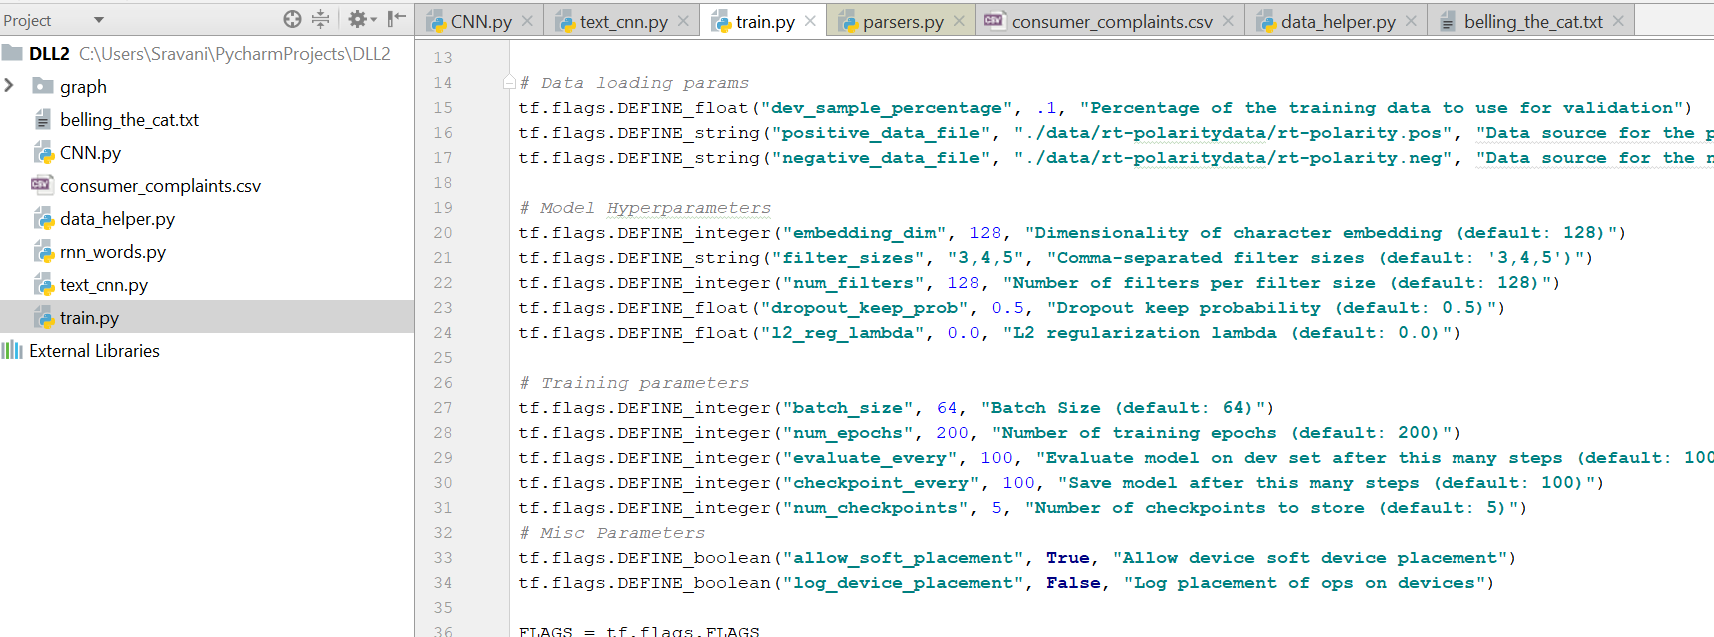 Project
CNN.py
text_cnn.py
train.py
parsers.py
consumer_complaints.csv
data_helper.py
belling_the_cat.txt
DLL2 C:\Users\Sravani\PycharmProjects\DLL2
graph
belling_the_cat.txt
CNN.py
consumer_complaints.csv
data_helper.py
rnn_words.py
text_cnn.py
train.py
External Libraries
13
14 # Data loading params
15 tf.flags.DEFINE_float("dev_sample_percentage", .1, "Percentage of the training data to use for validation")
16 tf.flags.DEFINE_string("positive_data_file", "./data/rt-polaritydata/rt-polarity.pos", "Data source for the p
17 tf.flags.DEFINE_string("negative_data_file", "./data/rt-polaritydata/rt-polarity.neg", "Data source for the n
18
19 # Model Hyperparameters
20 tf.flags.DEFINE_integer("embedding_dim", 128, "Dimensionality of character embedding (default: 128)")
21 tf.flags.DEFINE_string("filter_sizes", "3,4,5", "Comma-separated filter sizes (default: '3,4,5')")
22 tf.flags.DEFINE_integer("num_filters", 128, "Number of filters per filter size (default: 128)")
23 tf.flags.DEFINE_float("dropout_keep_prob", 0.5, "Dropout keep probability (default: 0.5)")
24 tf.flags.DEFINE_float("l2_reg_lambda", 0.0, "L2 regularization lambda (default: 0.0)")
25
26 # Training parameters
27 tf.flags.DEFINE_integer("batch_size", 64, "Batch Size (default: 64)")
28 tf.flags.DEFINE_integer("num_epochs", 200, "Number of training epochs (default: 200)")
29 tf.flags.DEFINE_integer("evaluate_every", 100, "Evaluate model on dev set after this many steps (default: 100
30 tf.flags.DEFINE_integer("checkpoint_every", 100, "Save model after this many steps (default: 100)")
31 tf.flags.DEFINE_integer("num_checkpoints", 5, "Number of checkpoints to store (default: 5)")
32 # Misc Parameters
33 tf.flags.DEFINE_boolean("allow_soft_placement", True, "Allow device soft device placement")
34 tf.flags.DEFINE_boolean("log_device_placement", False, "Log placement of ops on devices")
35
36 FLAGS = tf.flags.FLAGS